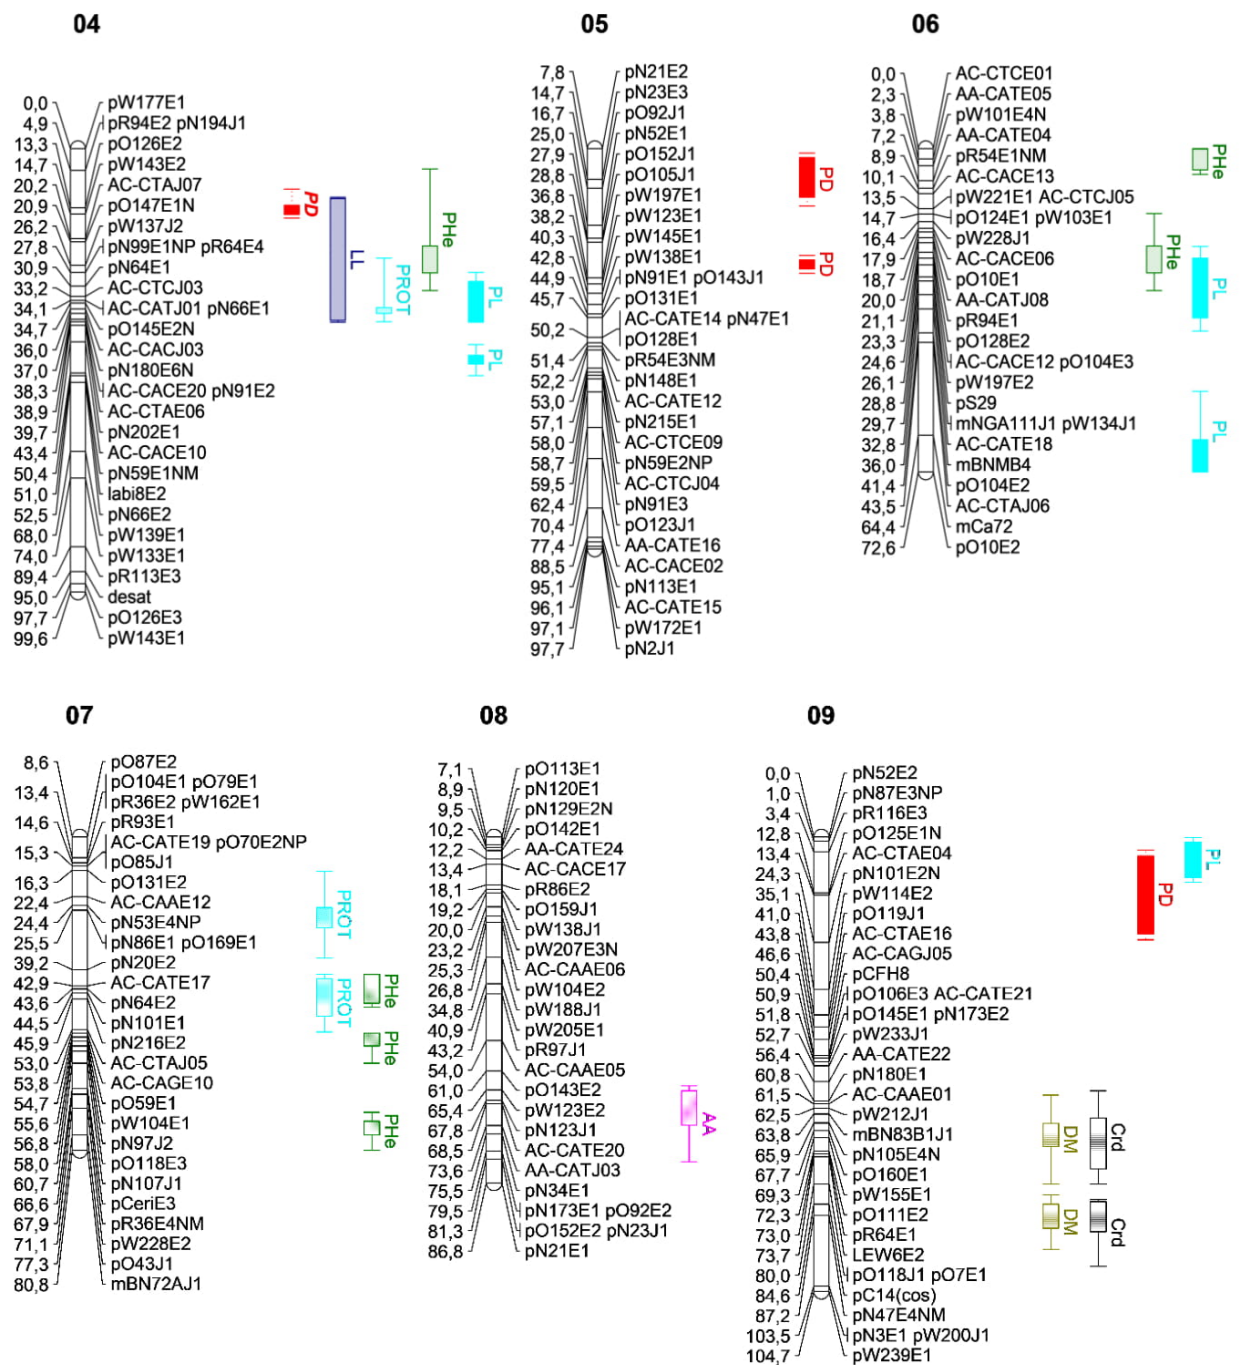 04
0,0 pW177E1
4,9 pR94E2 pN194J1
13,3 pO126E2
14,7 pW143E2
20,2 AC-CTAJ07
20,9 pO147E1N
26,2 pW137J2
27,8 pN99E1NP pR64E4
30,9 pN64E1
33,2 AC-CTCJ03
34,1 AC-CATJ01 pN66E1
34,7 pO145E2N
36,0 AC-CACJ03
37,0 pN180E6N
38,3 AC-CACE20 pN91E2
38,9 AC-CTAE06
39,7 pN202E1
43,4 AC-CACE10
50,4 pN59E1NM
51,0 labi8E2
52,5 pN66E2
68,0 pW139E1
74,0 pW133E1
89,4 pR113E3
95,0 desat
97,7 pO126E3
99,6 pW143E1
PD
LL
PROT
PHe
PL
PL
05
7,8 pN21E2
14,7 pN23E3
16,7 pO92J1
25,0 pN52E1
27,9 pO152J1
28,8 pO105J1
36,8 pW197E1
38,2 pW123E1
40,3 pW145E1
42,8 pW138E1
44,9 pN91E1 pO143J1
45,7 pO131E1
AC-CATE14 pN47E1
50,2 pO128E1
51,4 pR54E3NM
52,2 pN148E1
53,0 AC-CATE12
57,1 pN215E1
58,0 AC-CTCE09
58,7 pN59E2NP
59,5 AC-CTCJ04
62,4 pN91E3
70,4 pO123J1
77,4 AA-CATE16
88,5 AC-CACE02
95,1 pN113E1
96,1 AC-CATE15
97,1 pW172E1
97,7 pN2J1
PD
PD
06
0,0 AC-CTCE01
2,3 AA-CATE05
3,8 pW101E4N
7,2 AA-CATE04
8,9 pR54E1NM
10,1 AC-CACE13
13,5 pW221E1 AC-CTCJ05
14,7 pO124E1 pW103E1
16,4 pW228J1
17,9 AC-CACE06
18,7 pO10E1
20,0 AA-CATJ08
21,1 pR94E1
23,3 pO128E2
24,6 AC-CACE12 pO104E3
26,1 pW197E2
28,8 pS29
29,7 mNGA111J1 pW134J1
32,8 AC-CATE18
36,0 mBNMB4
41,4 pO104E2
43,5 AC-CTAJ06
64,4 mCa72
72,6 pO10E2
PHe
PHe
PL
PL
07
8,6 pO87E2
pO104E1 pO79E1
13,4 pR36E2 pW162E1
14,6 pR93E1
AC-CATE19 pO70E2NP
15,3 pO85J1
16,3 pO131E2
22,4 AC-CAAE12
24,4 pN53E4NP
25,5 pN86E1 pO169E1
39,2 pN20E2
42,9 AC-CATE17
43,6 pN64E2
44,5 pN101E1
45,9 pN216E2
53,0 AC-CTAJ05
53,8 AC-CAGE10
54,7 pO59E1
55,6 pW104E1
56,8 pN97J2
58,0 pO118E3
60,7 pN107J1
66,6 pCeriE3
67,9 pR36E4NM
71,1 pW228E2
77,3 pO43J1
80,8 mBN72AJ1
PROT
PROT
PHe
PHe
PHe
08
7,1 pO113E1
8,9 pN120E1
9,5 pN129E2N
10,2 pO142E1
12,2 AA-CATE24
13,4 AC-CACE17
18,1 pR86E2
19,2 pO159J1
20,0 pW138J1
23,2 pW207E3N
25,3 AC-CAAE06
26,8 pW104E2
34,8 pW188J1
40,9 pW205E1
43,2 pR97J1
54,0 AC-CAAE05
61,0 pO143E2
65,4 pW123E2
67,8 pN123J1
68,5 AC-CATE20
73,6 AA-CATJ03
75,5 pN34E1
79,5 pN173E1 pO92E2
81,3 pO152E2 pN23J1
86,8 pN21E1
AA
09
0,0 pN52E2
1,0 pN87E3NP
3,4 pR116E3
12,8 pO125E1N
13,4 AC-CTAE04
24,3 pN101E2N
35,1 pW114E2
41,0 pO119J1
43,8 AC-CTAE16
46,6 AC-CAGJ05
50,4 pCFH8
50,9 pO106E3 AC-CATE21
51,8 pO145E1 pN173E2
52,7 pW233J1
56,4 AA-CATE22
60,8 pN180E1
61,5 AC-CAAE01
62,5 pW212J1
63,8 mBN83B1J1
65,9 pN105E4N
67,7 pO160E1
69,3 pW155E1
72,3 pO111E2
73,0 pR64E1
73,7 LEW6E2
80,0 pO118J1 pO7E1
84,6 pC14(cos)
87,2 pN47E4NM
103,5 pN3E1 pW200J1
104,7 pW239E1
PD
PL
DM
Crd
DM
Crd